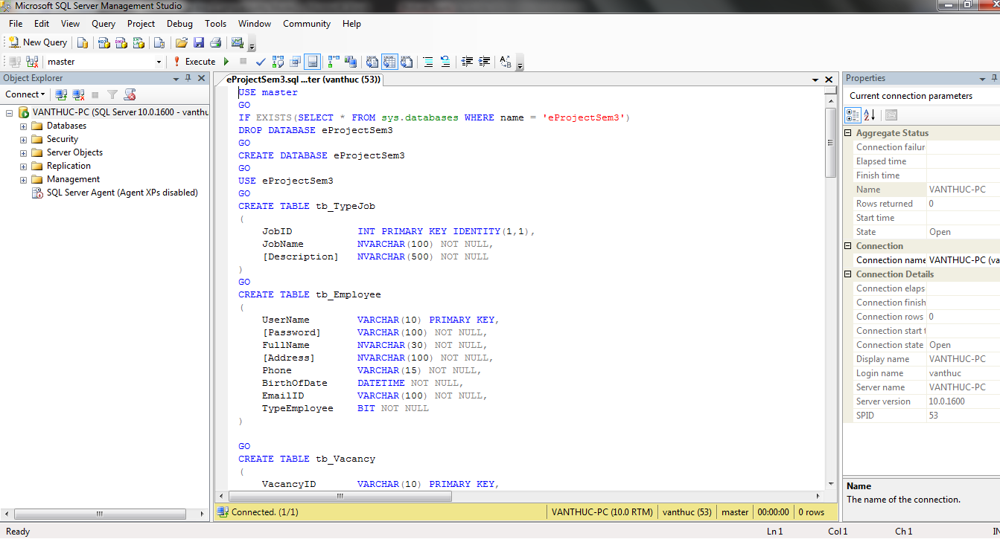 Microsoft SQL Server Management Studio
File Edit View Query Project Debug Tools Window Community Help
New Query
master Execute
Object Explorer
Connect
VANTHUC-PC (SQL Server 10.0.1600 - vanthu
Databases
Security
Server Objects
Replication
Management
SQL Server Agent (Agent XPs disabled)
eProjectSem3.sql ...ter (vanthuc (53))
USE master
GO
IF EXISTS(SELECT * FROM sys.databases WHERE name = 'eProjectSem3')
DROP DATABASE eProjectSem3
GO
CREATE DATABASE eProjectSem3
GO
USE eProjectSem3
GO
CREATE TABLE tb_TypeJob
(
JobID INT PRIMARY KEY IDENTITY(1,1),
JobName NVARCHAR(100) NOT NULL,
[Description] NVARCHAR(500) NOT NULL
)
GO
CREATE TABLE tb_Employee
(
UserName VARCHAR(10) PRIMARY KEY,
[Password] VARCHAR(100) NOT NULL,
FullName NVARCHAR(30) NOT NULL,
[Address] NVARCHAR(100) NOT NULL,
Phone VARCHAR(15) NOT NULL,
BirthOfDate DATETIME NOT NULL,
EmailID VARCHAR(100) NOT NULL,
TypeEmployee BIT NOT NULL
)
GO
CREATE TABLE tb_Vacancy
(
VacancyID VARCHAR(10) PRIMARY KEY,
Connected. (1/1) VANTHUC-PC (10.0 RTM) vanthuc (53) master 00:00:00 0 rows
Properties
Current connection parameters
Aggregate Status
Connection failur
Elapsed time
Finish time
Name VANTHUC-PC
Rows returned 0
Start time
State Open
Connection
Connection name VANTHUC-PC (va
Connection Details
Connection elaps
Connection finish
Connection rows 0
Connection start t
Connection state Open
Display name VANTHUC-PC
Login name vanthuc
Server name VANTHUC-PC
Server version 10.0.1600
SPID 53
Name
The name of the connection.
Ready Ln 1 Col 1 Ch 1 IN